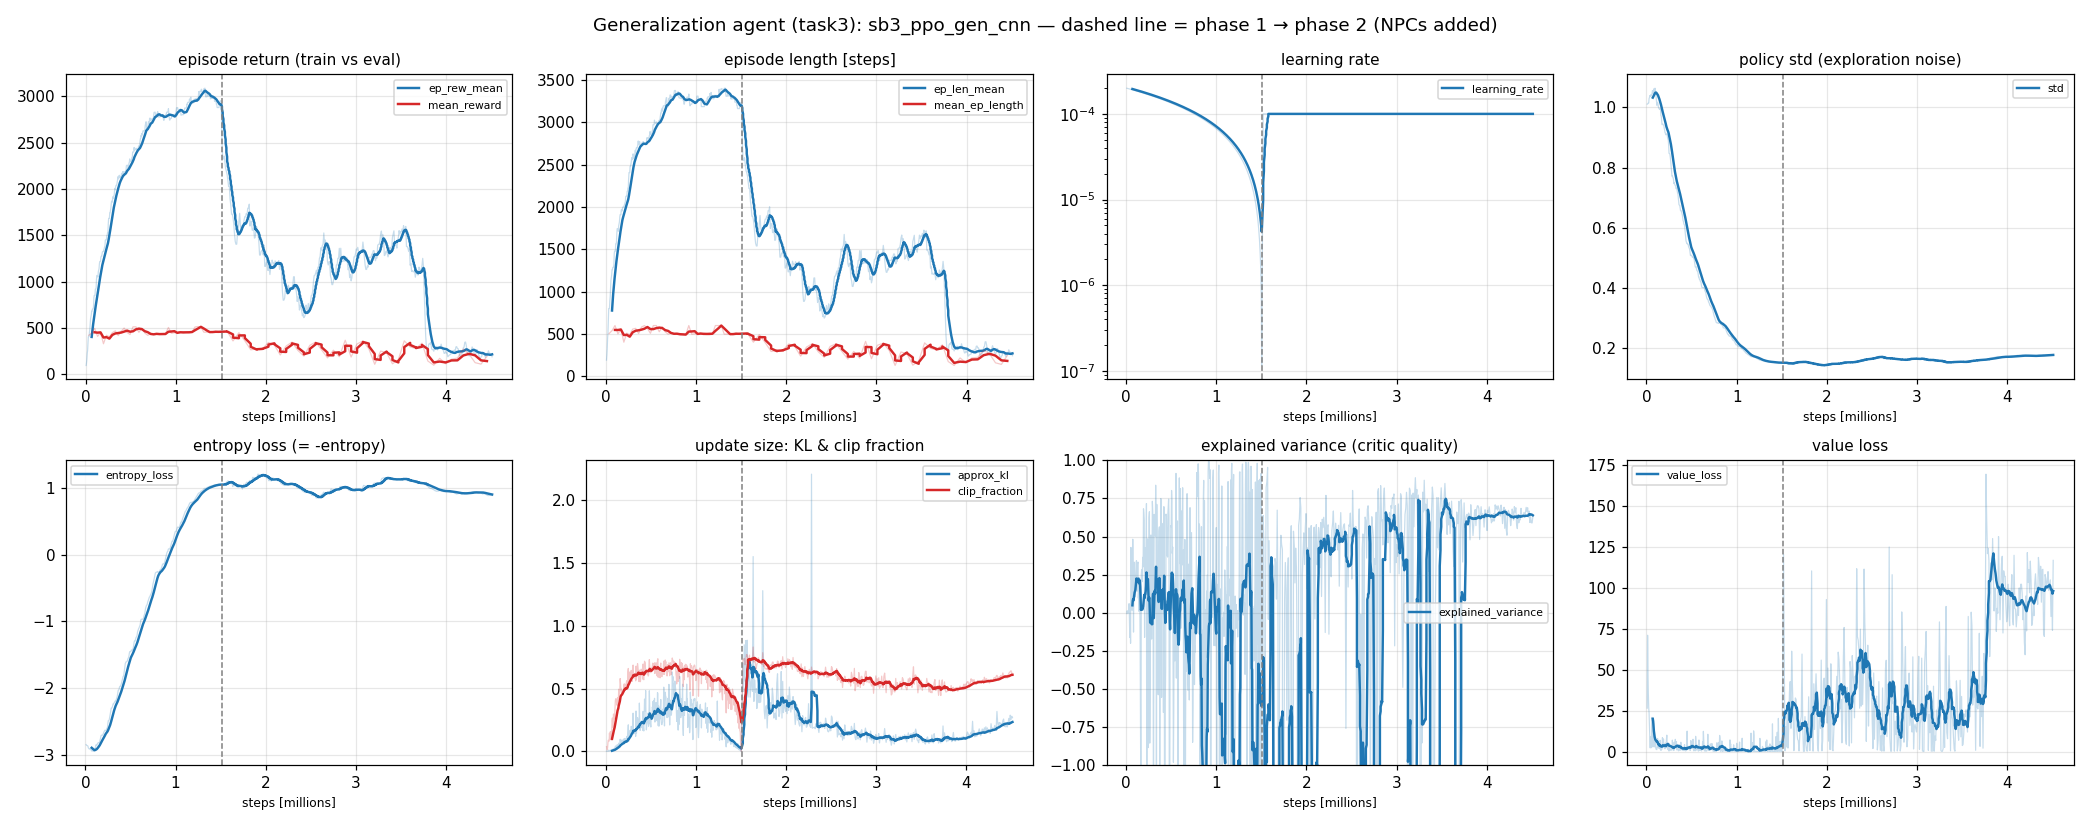 Generalization agent (task3): sb3_ppo_gen_cnn — dashed line = phase 1 → phase 2 (NPCs added)
episode return (train vs eval)
ep_rew_mean
mean_reward
3000
2500
2000
1500
1000
500
0
0 1 2 3 4
steps [millions]
episode length [steps]
ep_len_mean
mean_ep_length
3500
3000
2500
2000
1500
1000
500
0
0 1 2 3 4
steps [millions]
learning rate
learning_rate
10⁻⁴
10⁻⁵
10⁻⁶
10⁻⁷
0 1 2 3 4
steps [millions]
policy std (exploration noise)
std
1.0
0.8
0.6
0.4
0.2
0 1 2 3 4
steps [millions]
entropy loss (= -entropy)
entropy_loss
1
0
−1
−2
−3
0 1 2 3 4
steps [millions]
update size: KL & clip fraction
approx_kl
clip_fraction
2.0
1.5
1.0
0.5
0.0
0 1 2 3 4
steps [millions]
explained variance (critic quality)
1.00
0.75
0.50
0.25
0.00
explained_variance
−0.25
−0.50
−0.75
−1.00
0 1 2 3 4
steps [millions]
value loss
value_loss
175
150
125
100
75
50
25
0
0 1 2 3 4
steps [millions]